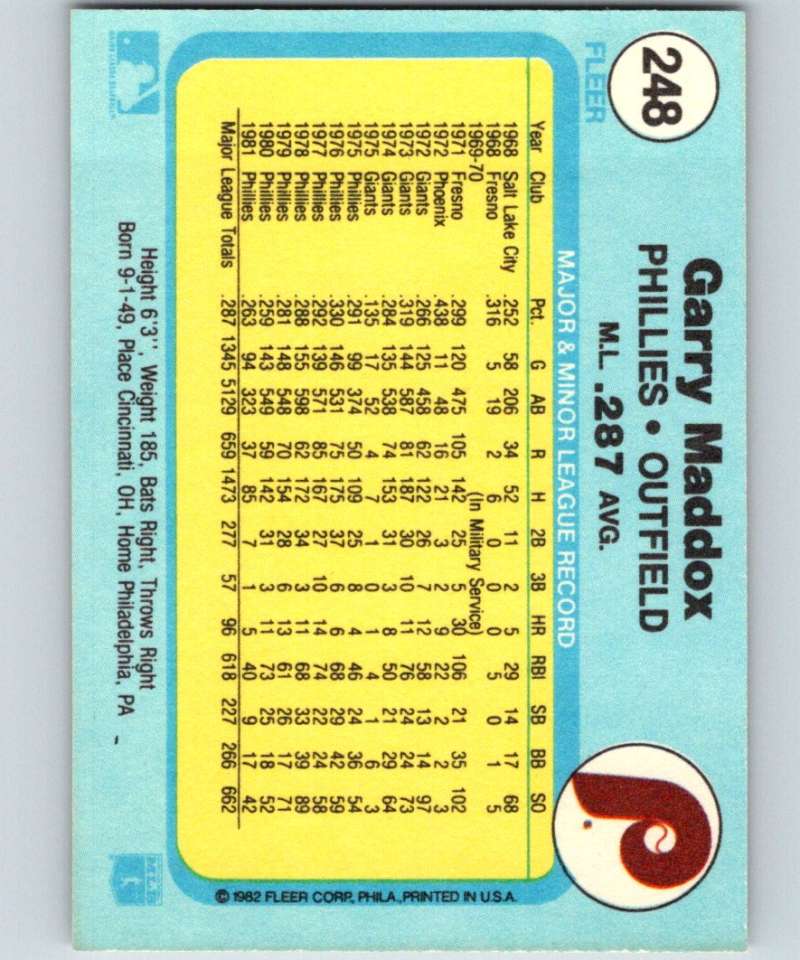 248
FLEER
Garry Maddox
PHILLIES • OUTFIELD
M.L. .287 AVG.
MAJOR & MINOR LEAGUE RECORD
Year Club Pct. G AB R H 2B 3B HR RBI SB BB SO
1968 Salt Lake City .252 58 206 34 52 11 2 5 29 14 17 68
1968 Fresno .316 5 19 2 6 0 0 0 5 0 1 5
1969-70 (In Military Service)
1971 Fresno .299 120 475 105 142 25 5 30 106 21 35 102
1972 Phoenix .438 11 48 16 21 3 2 9 22 2 2 3
1972 Giants .266 125 458 62 122 26 7 12 58 13 14 97
1973 Giants .319 144 587 81 187 30 10 11 76 24 24 73
1974 Giants .284 135 538 74 153 31 3 8 50 21 29 64
1975 Giants .135 17 52 4 7 1 0 1 4 1 6 3
1975 Phillies .291 99 374 50 109 25 8 4 46 24 36 54
1976 Phillies .330 146 531 75 175 37 6 6 68 29 42 59
1977 Phillies .292 139 571 85 167 27 10 14 74 22 24 58
1978 Phillies .288 155 598 62 172 34 3 11 68 33 39 89
1979 Phillies .281 148 548 70 154 28 6 13 61 26 17 71
1980 Phillies .259 143 549 59 142 31 3 11 73 25 18 52
1981 Phillies .263 94 323 37 85 7 1 5 40 9 17 42
Major League Totals .287 1345 5129 659 1473 277 57 96 618 227 266 662
Height 6'3", Weight 185, Bats Right, Throws Right
Born 9-1-49, Place Cincinnati, OH, Home Philadelphia, PA
© 1982 FLEER CORP., PHILA., PRINTED IN U.S.A.